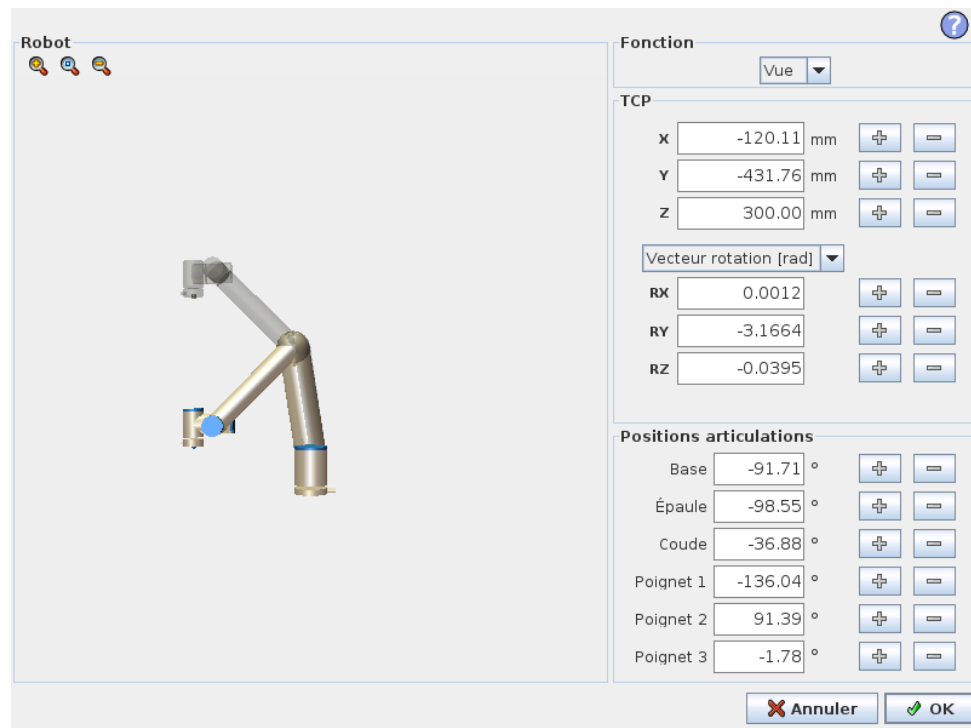 Robot
Fonction
Vue
TCP
X -120.11 mm
Y -431.76 mm
Z 300.00 mm
Vecteur rotation [rad]
RX 0.0012
RY -3.1664
RZ -0.0395
Positions articulations
Base -91.71 °
Épaule -98.55 °
Coude -36.88 °
Poignet 1 -136.04 °
Poignet 2 91.39 °
Poignet 3 -1.78 °
Annuler OK